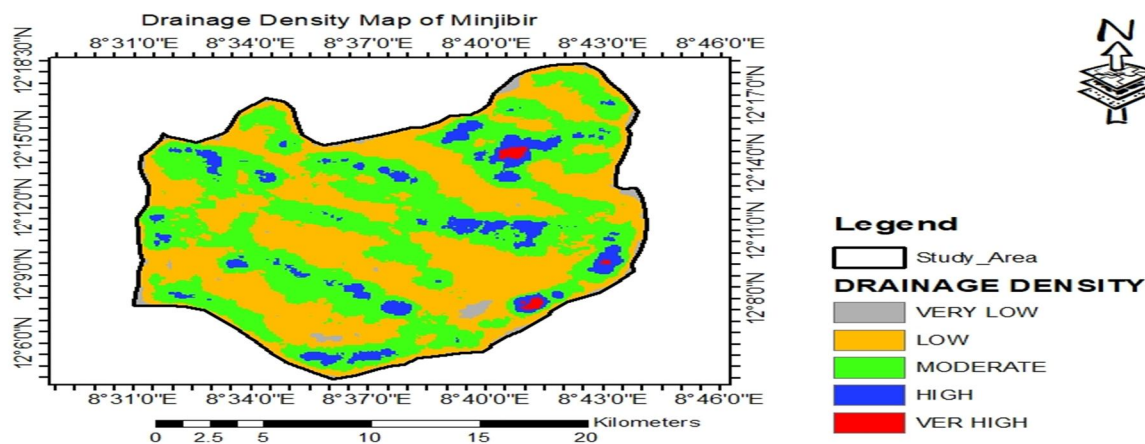 Drainage Density Map of Minjibir
8°31'0"E 8°34'0"E 8°37'0"E 8°40'0"E 8°43'0"E 8°46'0"E
12°18'30"N
12°15'0"N
12°12'0"N
12°9'0"N
12°6'0"N
12°17'0"N
12°14'0"N
12°11'0"N
12°8'0"N
8°31'0"E 8°34'0"E 8°37'0"E 8°40'0"E 8°43'0"E 8°46'0"E
Kilometers
0 2.5 5 10 15 20
N
Legend
Study_Area
DRAINAGE DENSITY
VERY LOW
LOW
MODERATE
HIGH
VER HIGH